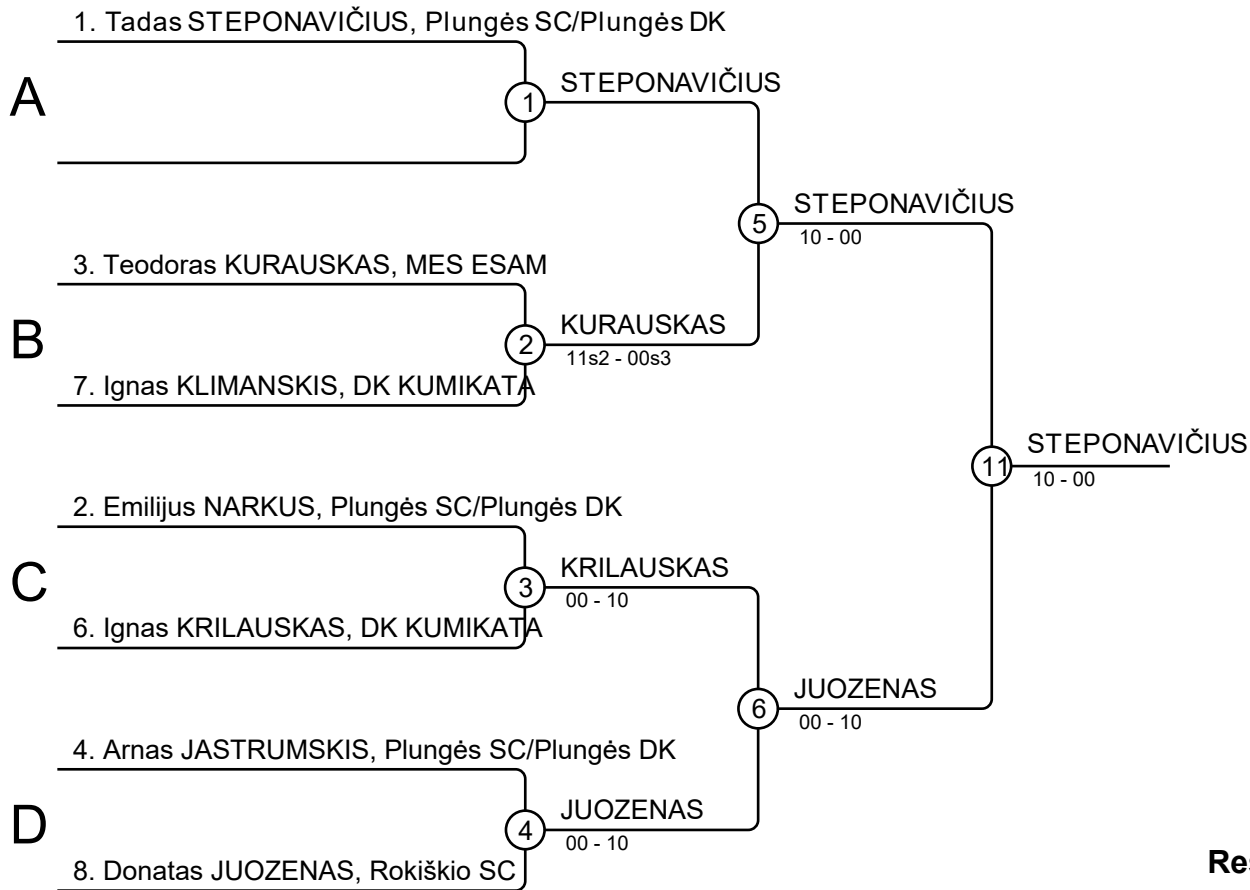 1. Tadas STEPONAVIČIUS, Plungės SC/Plungės DK
A
1
STEPONAVIČIUS
5
STEPONAVIČIUS
10 - 00
3. Teodoras KURAUSKAS, MES ESAM
B
2
KURAUSKAS
11s2 - 00s3
7. Ignas KLIMANSKIS, DK KUMIKATA
11
STEPONAVIČIUS
10 - 00
2. Emilijus NARKUS, Plungės SC/Plungės DK
C
3
KRILAUSKAS
00 - 10
6. Ignas KRILAUSKAS, DK KUMIKATA
6
JUOZENAS
00 - 10
4. Arnas JASTRUMSKIS, Plungės SC/Plungės DK
D
4
JUOZENAS
00 - 10
8. Donatas JUOZENAS, Rokiškio SC